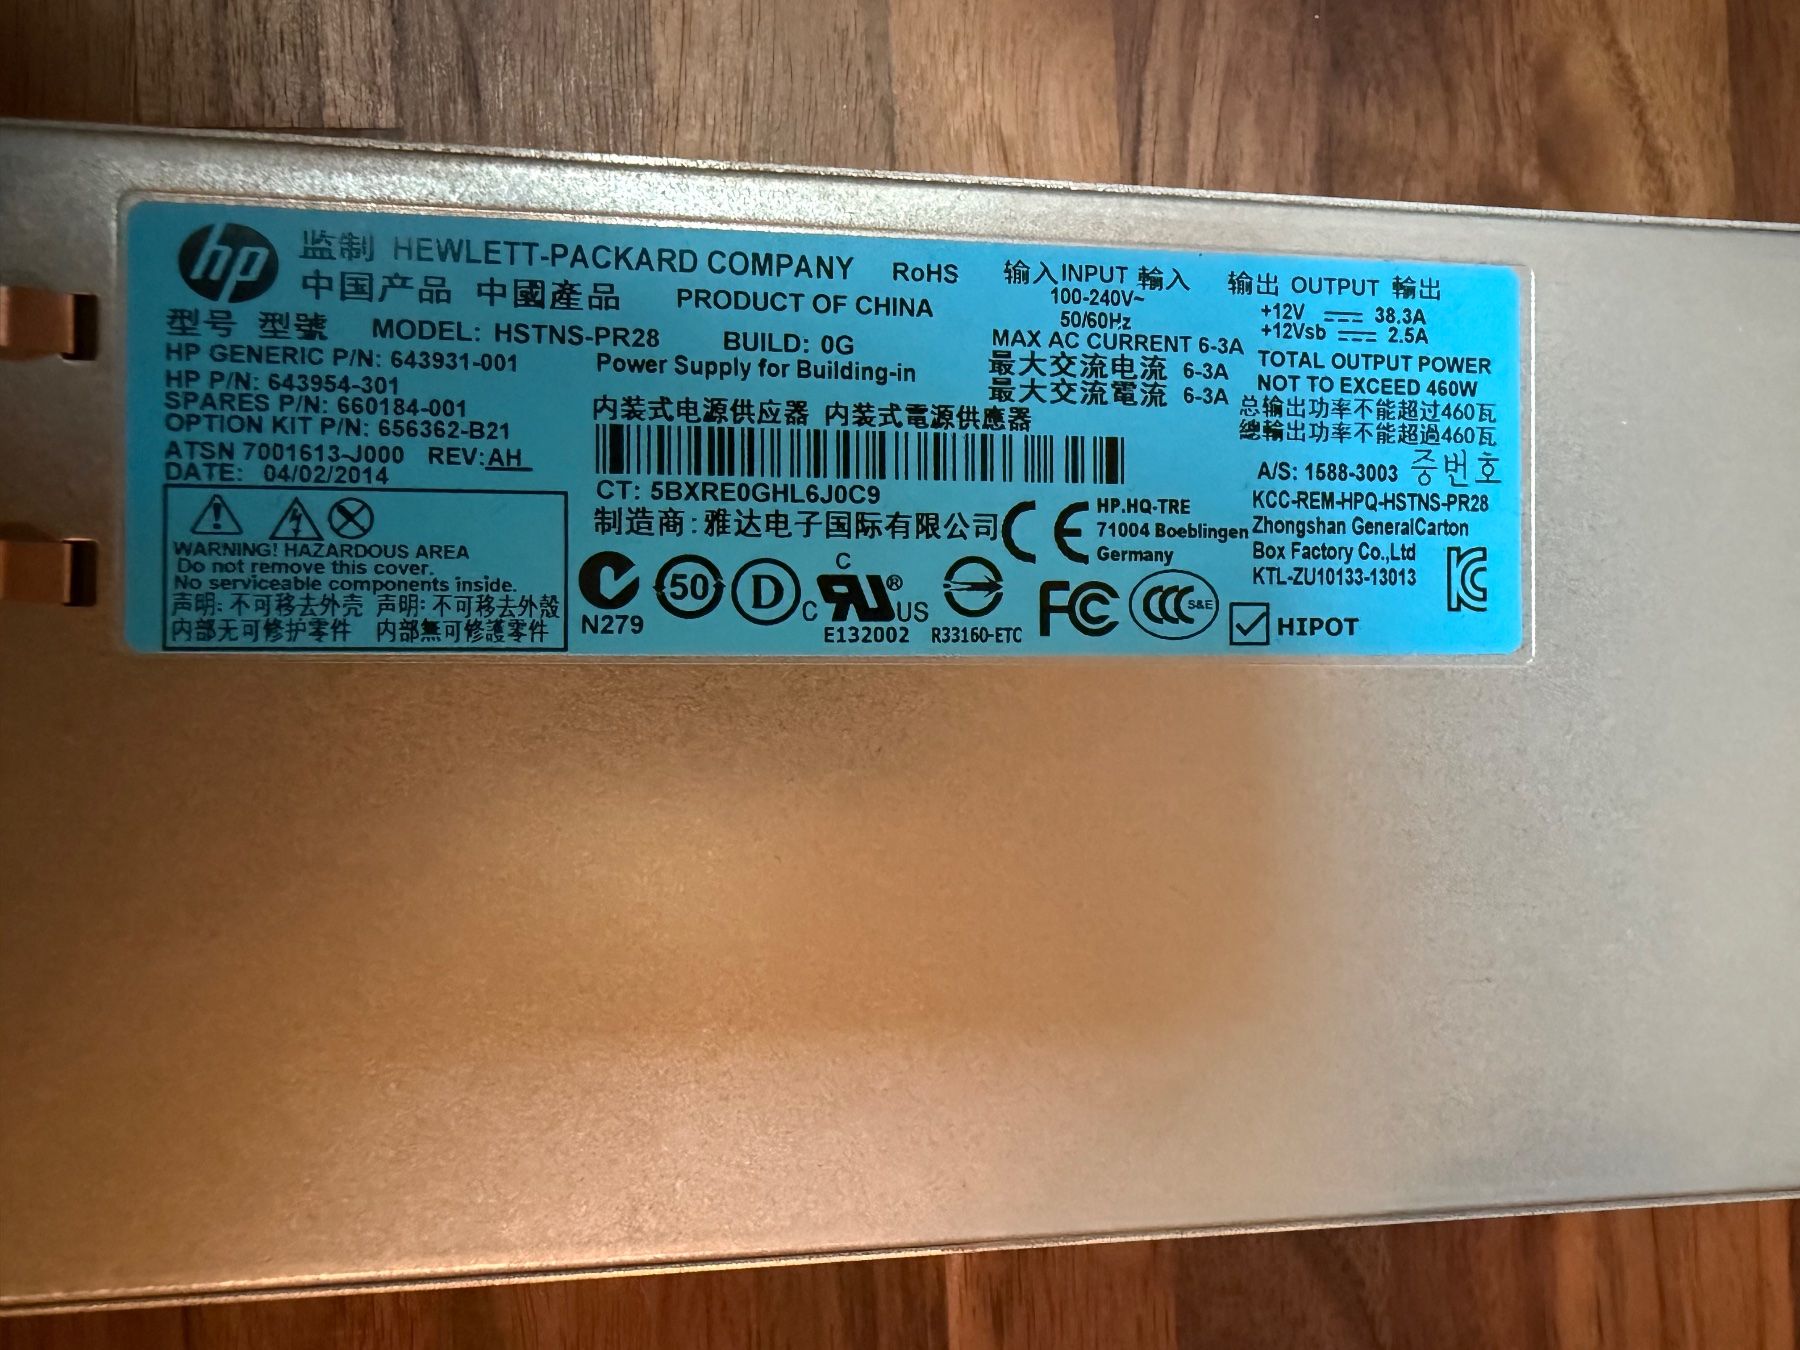 hp 监制 HEWLETT-PACKARD COMPANY RoHS
中国产品 中國產品 PRODUCT OF CHINA
型号 型號 MODEL: HSTNS-PR28 BUILD: 0G
HP GENERIC P/N: 643931-001
HP P/N: 643954-301
SPARES P/N: 660184-001
OPTION KIT P/N: 656362-B21
ATSN 7001613-J000 REV:AH
DATE: 04/02/2014
WARNING! HAZARDOUS AREA
Do not remove this cover.
No serviceable components inside.
声明: 不可移去外壳 声明: 不可移去外殼
内部无可修护零件 内部無可修護零件
Power Supply for Building-in
内装式电源供应器 内裝式電源供應器
CT: 5BXRE0GHL6J0C9
制造商: 雅达电子国际有限公司
N279
50
D
C
C UL ® US
E132002
R33160-ETC
输入 INPUT 輸入
100-240V~
50/60Hz
MAX AC CURRENT 6-3A
最大交流电流 6-3A
最大交流電流 6-3A
CE
HP.HQ-TRE
71004 Boeblingen
Germany
FCC
CCC S&E
HIPOT
输出 OUTPUT 輸出
+12V 38.3A
+12Vsb 2.5A
TOTAL OUTPUT POWER
NOT TO EXCEED 460W
总输出功率不能超过460瓦
總輸出功率不能超過460瓦
A/S: 1588-3003 증번호
KCC-REM-HPQ-HSTNS-PR28
Zhongshan GeneralCarton
Box Factory Co.,Ltd
KTL-ZU10133-13013